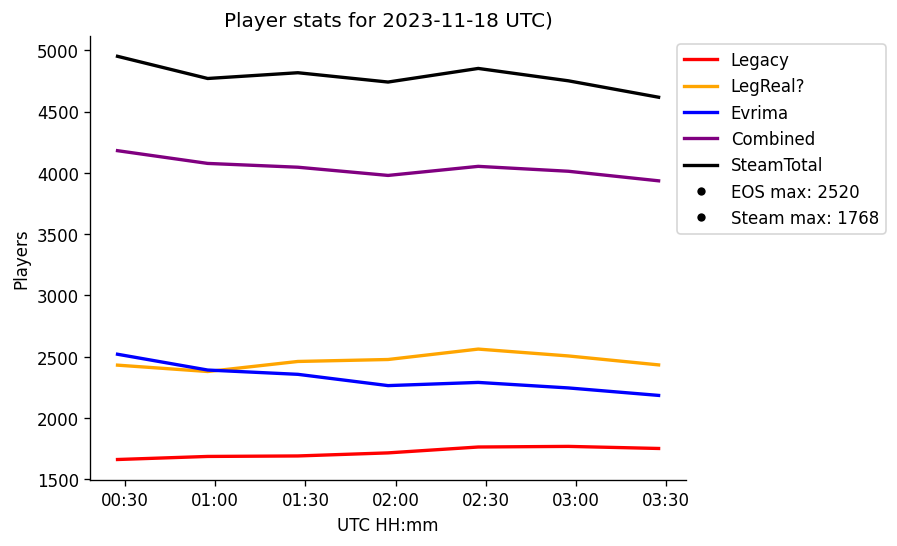 Player stats for 2023-11-18 UTC)
5000
4500
4000
3500
3000
2500
2000
1500
Players
00:30 01:00 01:30 02:00 02:30 03:00 03:30
UTC HH:mm
Legacy
LegReal?
Evrima
Combined
SteamTotal
EOS max: 2520
Steam max: 1768